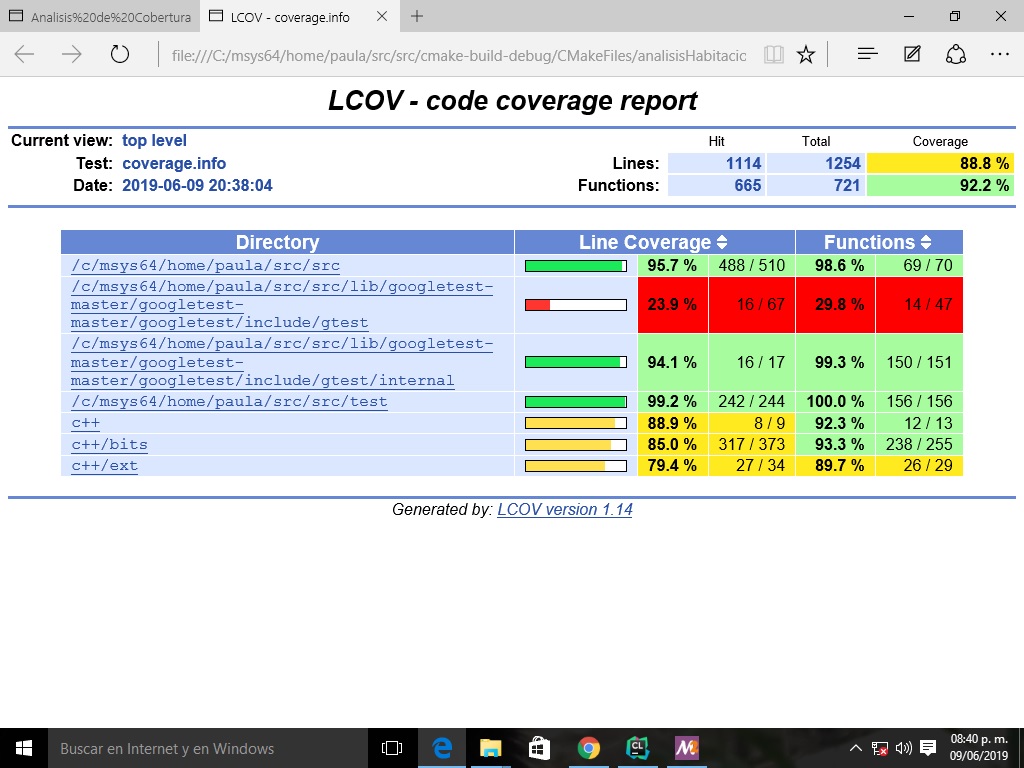 Analisis%20de%20Cobertura
LCOV - coverage.info
file:///C:/msys64/home/paula/src/src/cmake-build-debug/CMakeFiles/analisisHabitacio
LCOV - code coverage report
Current view: top level Hit Total Coverage
Test: coverage.info Lines: 1114 1254 88.8 %
Date: 2019-06-09 20:38:04 Functions: 665 721 92.2 %
Directory Line Coverage Functions
/c/msys64/home/paula/src/src 95.7 % 488 / 510 98.6 % 69 / 70
/c/msys64/home/paula/src/src/lib/googletest-
master/googletest- 23.9 % 16 / 67 29.8 % 14 / 47
master/googletest/include/gtest
/c/msys64/home/paula/src/src/lib/googletest-
master/googletest- 94.1 % 16 / 17 99.3 % 150 / 151
master/googletest/include/gtest/internal
/c/msys64/home/paula/src/src/test 99.2 % 242 / 244 100.0 % 156 / 156
c++ 88.9 % 8 / 9 92.3 % 12 / 13
c++/bits 85.0 % 317 / 373 93.3 % 238 / 255
c++/ext 79.4 % 27 / 34 89.7 % 26 / 29
Generated by: LCOV version 1.14
Buscar en Internet y en Windows
CL
08:40 p. m.
09/06/2019